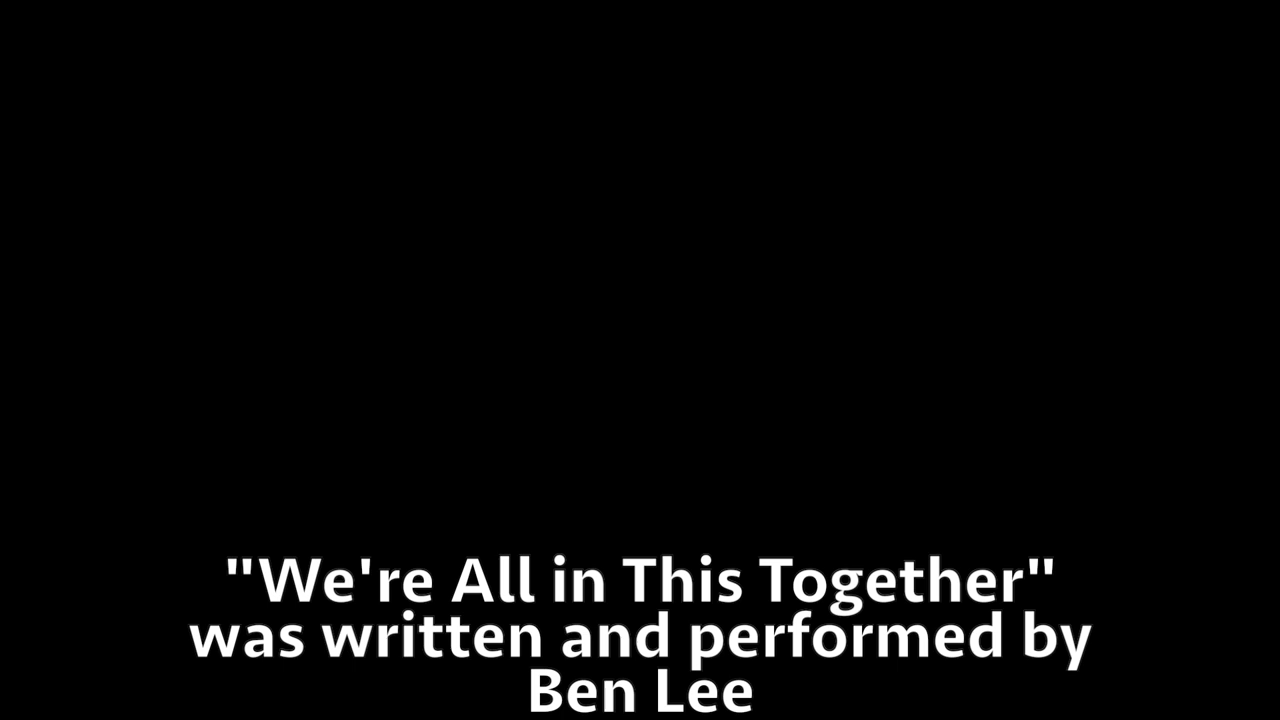 "We're All in This Together"
was written and performed by
Ben Lee